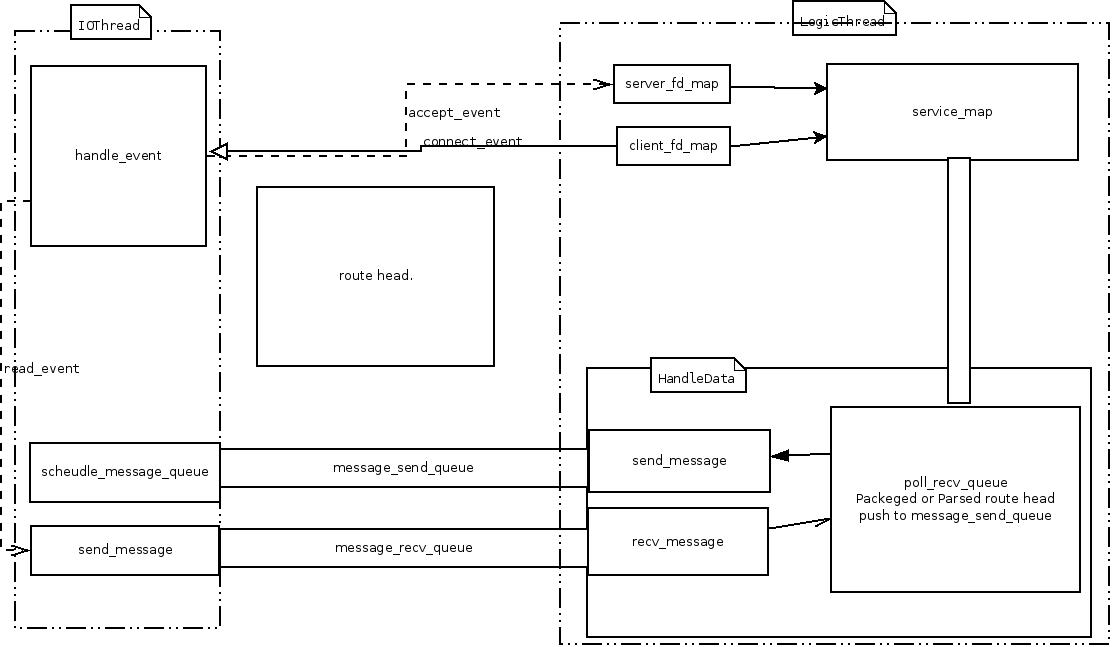 IOThread
LogicThread
server_fd_map
accept_event
service_map
connect_event
client_fd_map
handle_event
route head.
read_event
HandleData
scheudle_message_queue
message_send_queue
send_message
poll_recv_queue
Packeged or Parsed route head
push to message_send_queue
send_message
message_recv_queue
recv_message